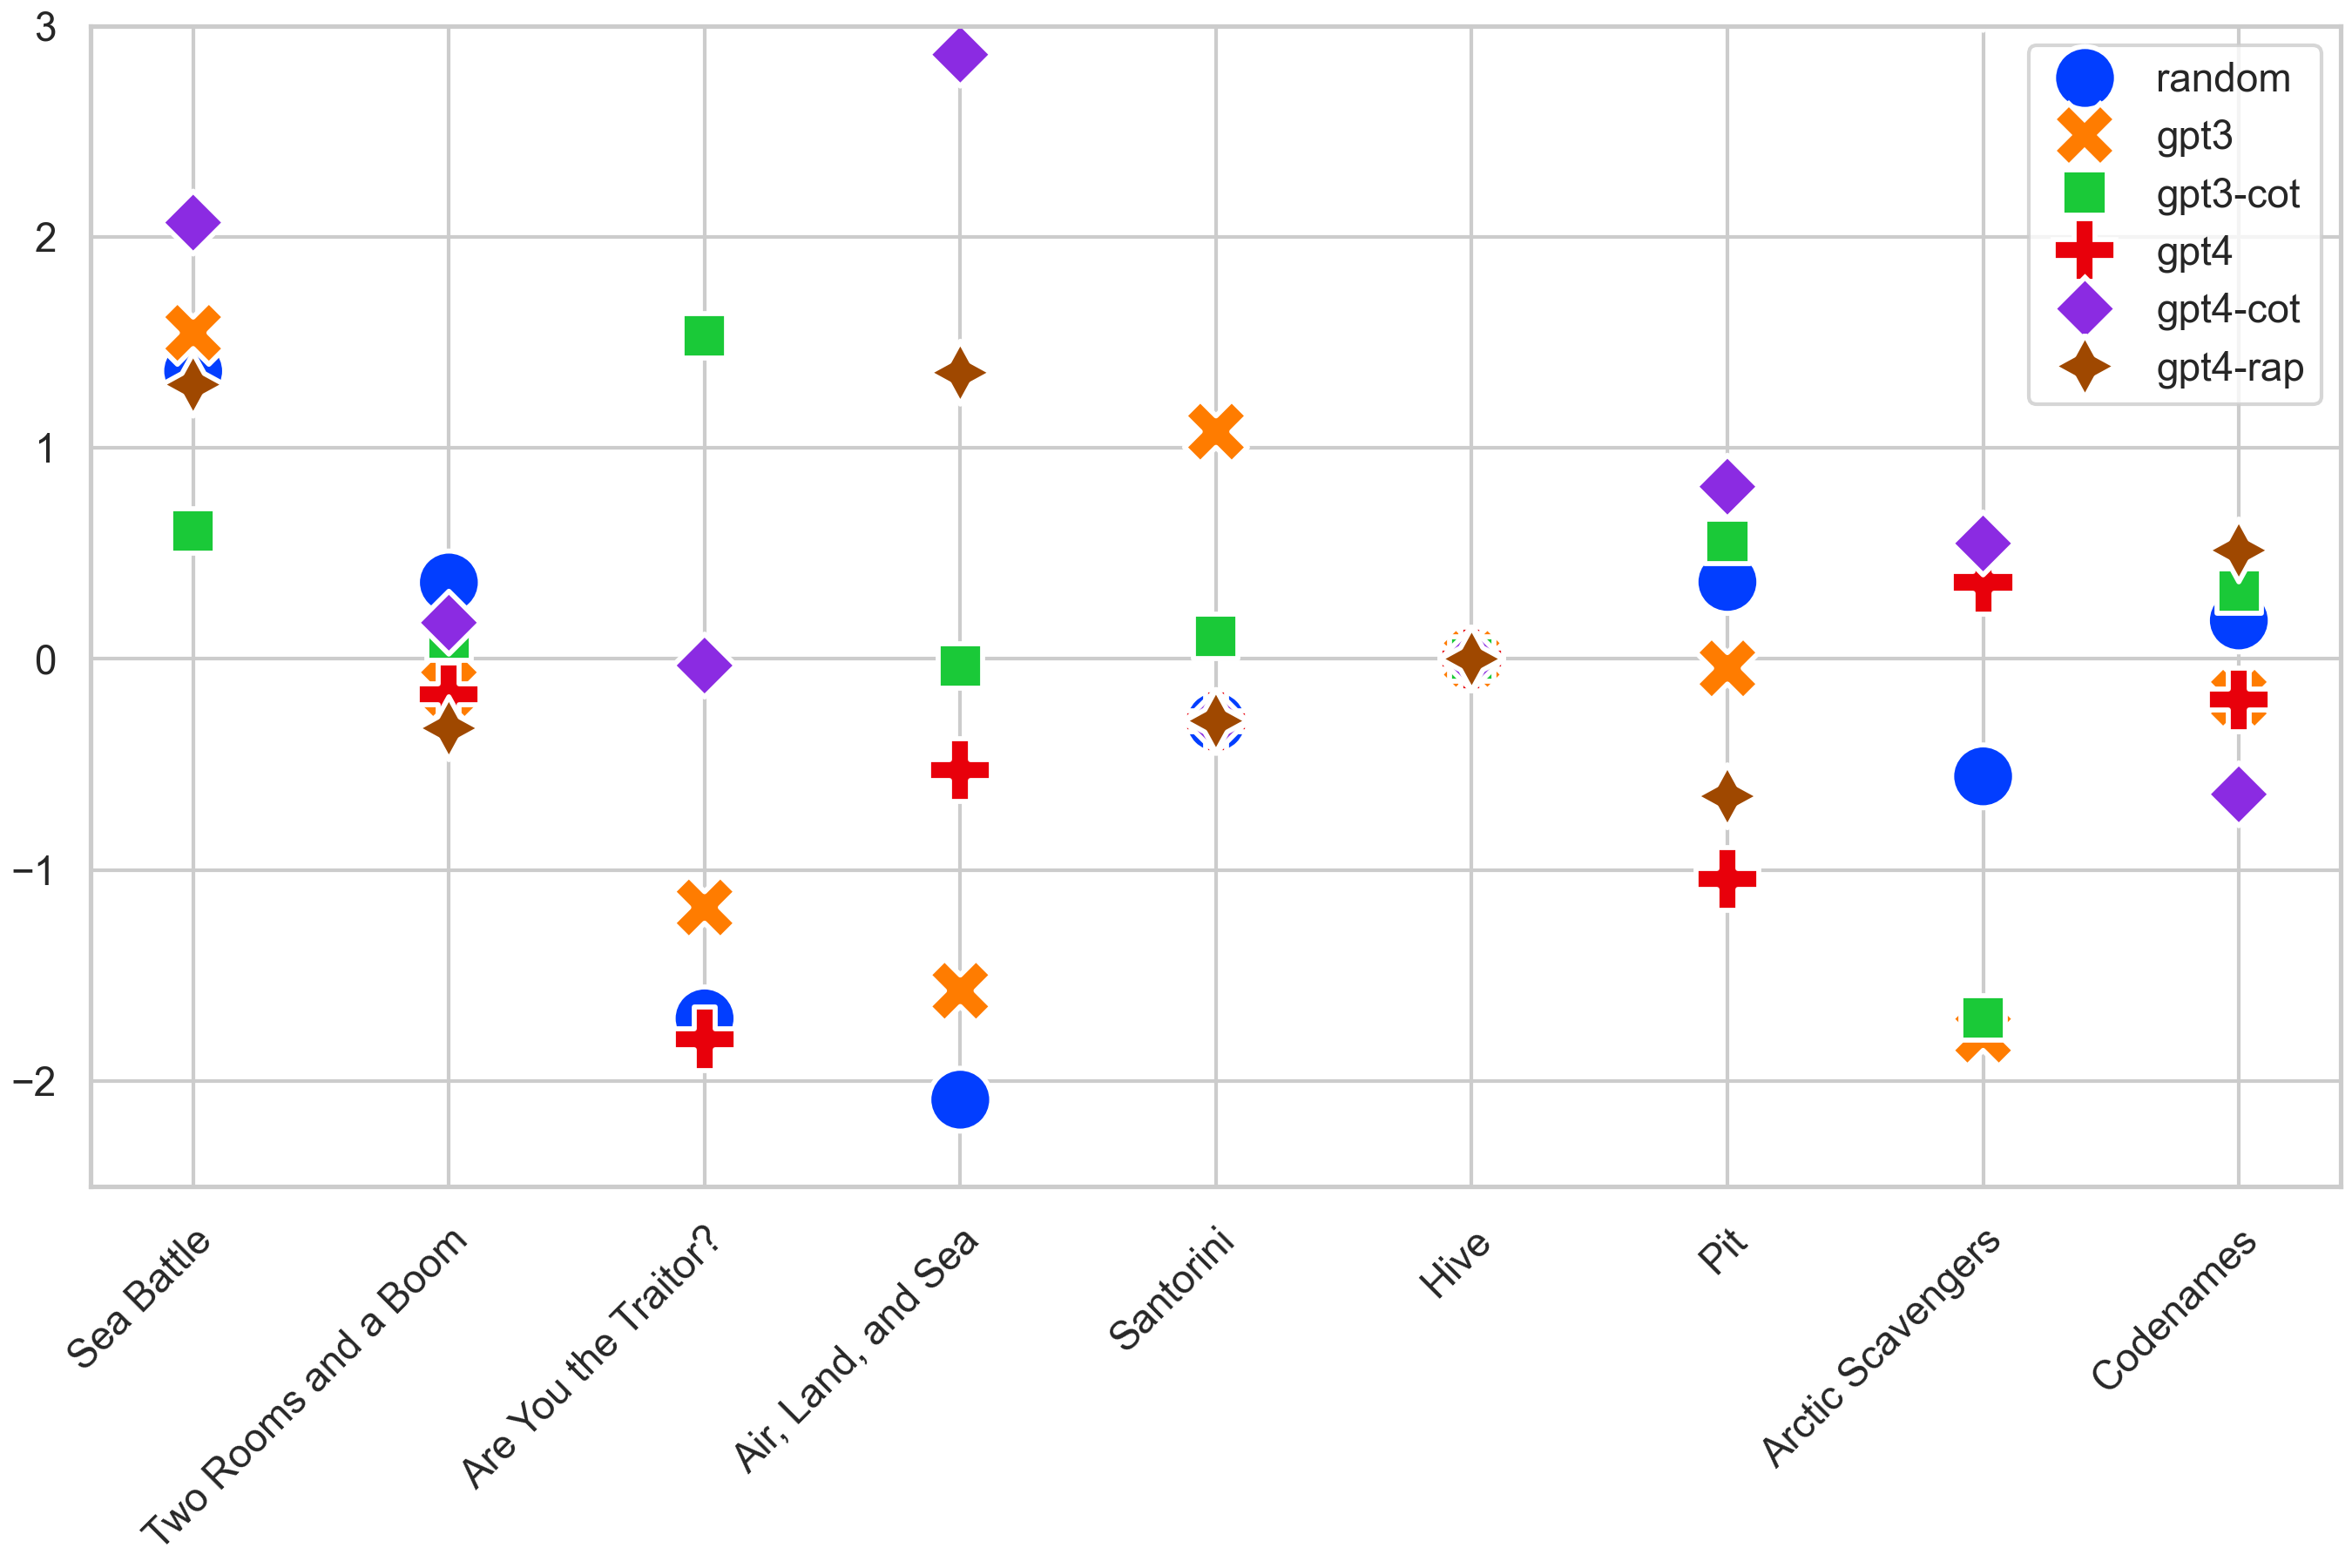 3
2
1
0
−1
−2
random
gpt3
gpt3-cot
gpt4
gpt4-cot
gpt4-rap
Sea Battle
Two Rooms and a Boom
Are You the Traitor?
Air, Land, and Sea
Santorini
Hive
Pit
Arctic Scavengers
Codenames